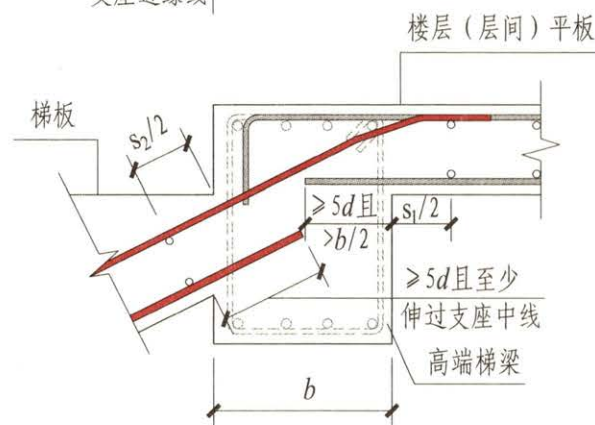 楼层（层间）平板
梯板
s₂/2
≥5d且
>b/2
s₁/2
≥5d且至少
伸过支座中线
高端梯梁
b